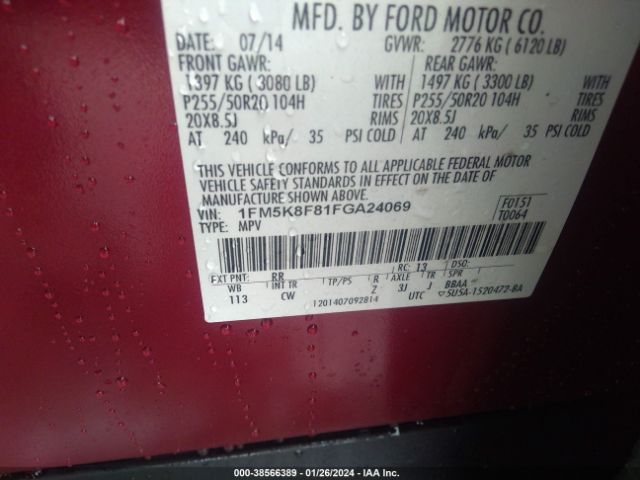 MFD. BY FORD MOTOR CO.
DATE: 07/14 GVWR: 2776 KG ( 6120 LB)
FRONT GAWR: REAR GAWR:
1397 KG ( 3080 LB) WITH 1497 KG ( 3300 LB) WITH
P255/50R20 104H TIRES P255/50R20 104H TIRES
20X8.5J RIMS 20X8.5J RIMS
AT 240 kPa/ 35 PSI COLD AT 240 kPa/ 35 PSI COLD
THIS VEHICLE CONFORMS TO ALL APPLICABLE FEDERAL MOTOR
VEHICLE SAFETY STANDARDS IN EFFECT ON THE DATE OF
MANUFACTURE SHOWN ABOVE.
VIN: 1FM5K8F81FGA24069 F0151
TYPE: MPV T0064
EXT PNT: RR RC: 13 DSO:
WB INT TR TP/PS R AXLE TR SPR
113 CW Z 3J J BBAA
1201407092814 UTC 5USA-1520472-BA
000-38566389 - 01/26/2024 - IAA Inc.